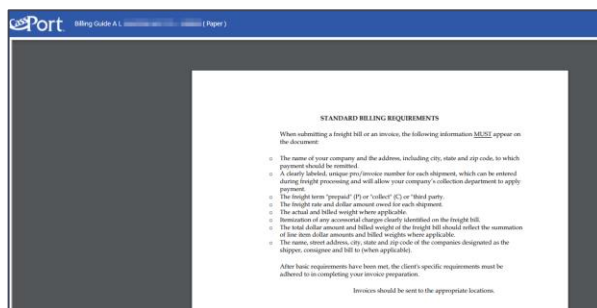 CassPort Billing Guide A L ( Paper )
STANDARD BILLING REQUIREMENTS
When submitting a freight bill or an invoice, the following information MUST appear on
the document:
o The name of your company and the address, including city, state and zip code, to which
payment should be remitted.
o A clearly labeled, unique pro/invoice number for each shipment, which can be entered
during freight processing and will allow your company's collection department to apply
payment.
o The freight term "prepaid" (P) or "collect" (C) or "third party.
o The freight rate and dollar amount owed for each shipment.
o The actual and billed weight where applicable.
o Itemization of any accessorial charges clearly identified on the freight bill.
o The total dollar amount and billed weight of the freight bill should reflect the summation
of line item dollar amounts and billed weights where applicable.
o The name, street address, city, state and zip code of the companies designated as the
shipper, consignee and bill to (when applicable).
After basic requirements have been met, the client's specific requirements must be
adhered to in completing your invoice preparation.
Invoices should be sent to the appropriate locations.